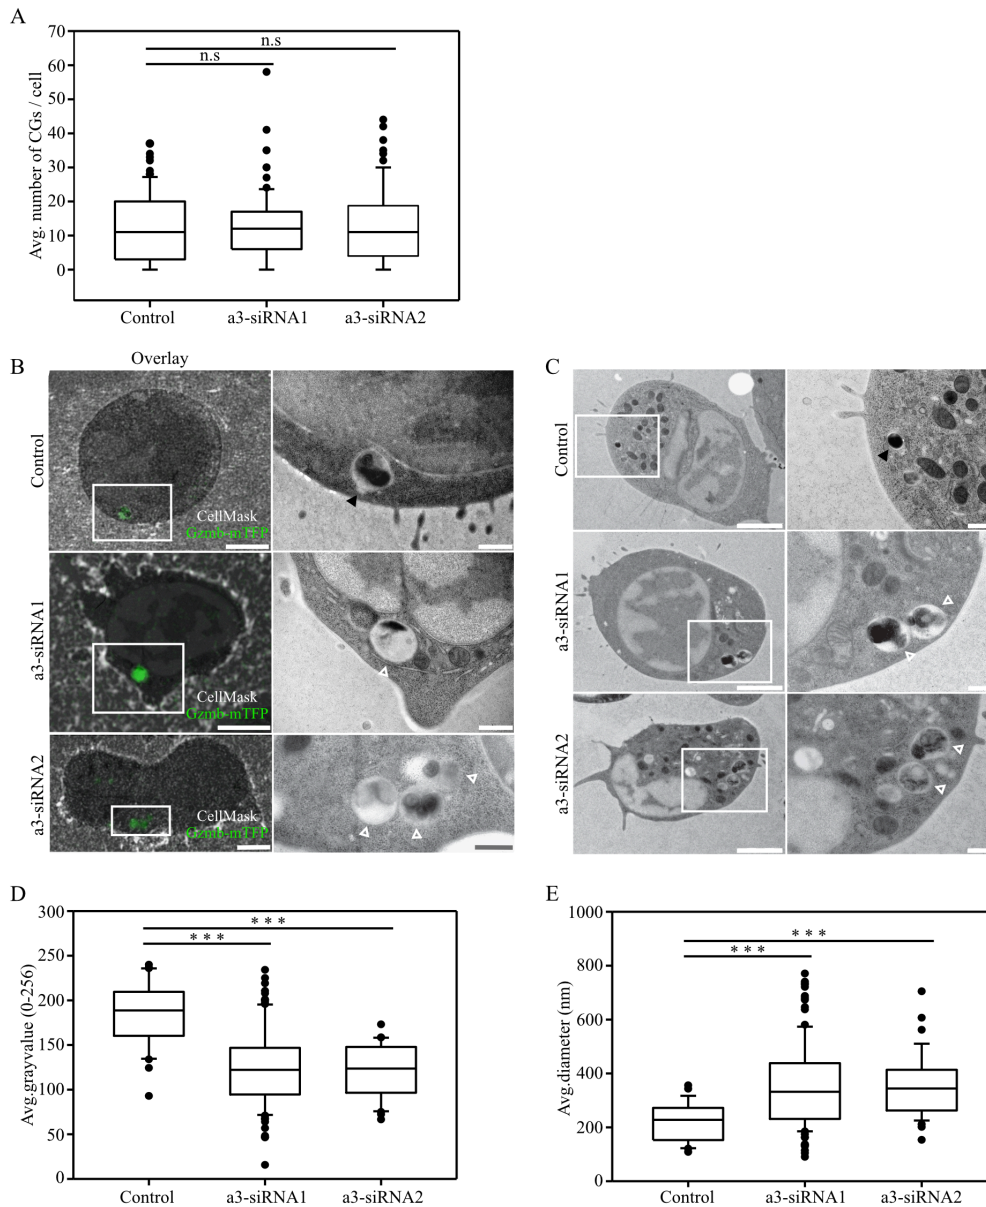 A
70
60
50
40
30
20
10
0
Avg. number of CGs / cell
n.s
n.s
Control
a3-siRNA1
a3-siRNA2
B
Overlay
Control
CellMask
Gzmb-mTFP
a3-siRNA1
CellMask
Gzmb-mTFP
a3-siRNA2
CellMask
Gzmb-mTFP
C
Control
a3-siRNA1
a3-siRNA2
D
300
250
200
150
100
50
0
Avg.grayvalue (0-256)
* * *
* * *
Control
a3-siRNA1
a3-siRNA2
E
1000
800
600
400
200
0
Avg.diameter (nm)
* * *
* * *
Control
a3-siRNA1
a3-siRNA2